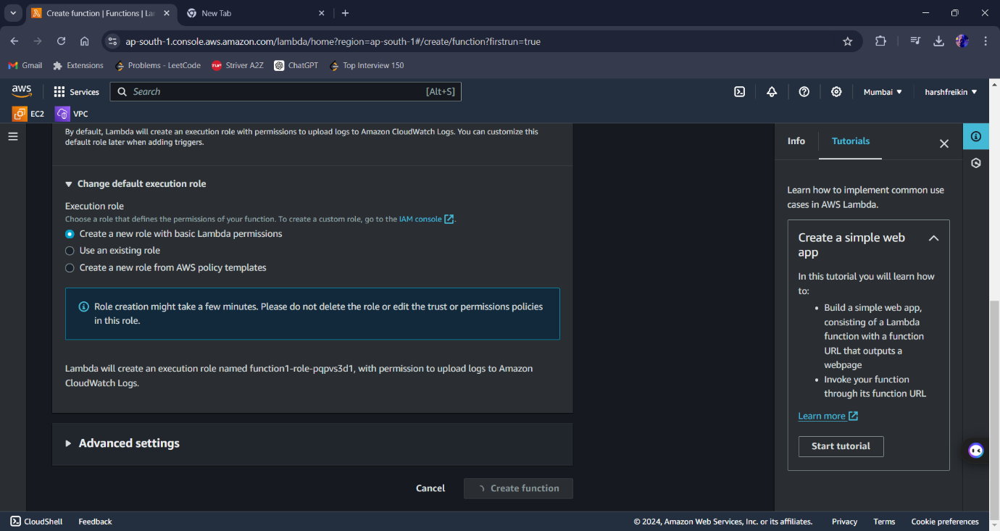 Create function | Functions | Lar
New Tab
ap-south-1.console.aws.amazon.com/lambda/home?region=ap-south-1#/create/function?firstrun=true
Gmail
Extensions
Problems - LeetCode
Striver A2Z
ChatGPT
Top Interview 150
aws
Services
Search
[Alt+S]
Mumbai
harshfreikin
EC2
VPC
By default, Lambda will create an execution role with permissions to upload logs to Amazon CloudWatch Logs. You can customize this
default role later when adding triggers.
Change default execution role
Execution role
Choose a role that defines the permissions of your function. To create a custom role, go to the IAM console.
Create a new role with basic Lambda permissions
Use an existing role
Create a new role from AWS policy templates
Role creation might take a few minutes. Please do not delete the role or edit the trust or permissions policies
in this role.
Lambda will create an execution role named function1-role-pqpvs3d1, with permission to upload logs to Amazon
CloudWatch Logs.
Advanced settings
Cancel
Create function
Info
Tutorials
Learn how to implement common use
cases in AWS Lambda.
Create a simple web
app
In this tutorial you will learn how
to:
• Build a simple web app,
consisting of a Lambda
function with a function
URL that outputs a
webpage
• Invoke your function
through its function URL
Learn more
Start tutorial
CloudShell
Feedback
© 2024, Amazon Web Services, Inc. or its affiliates.
Privacy
Terms
Cookie preferences